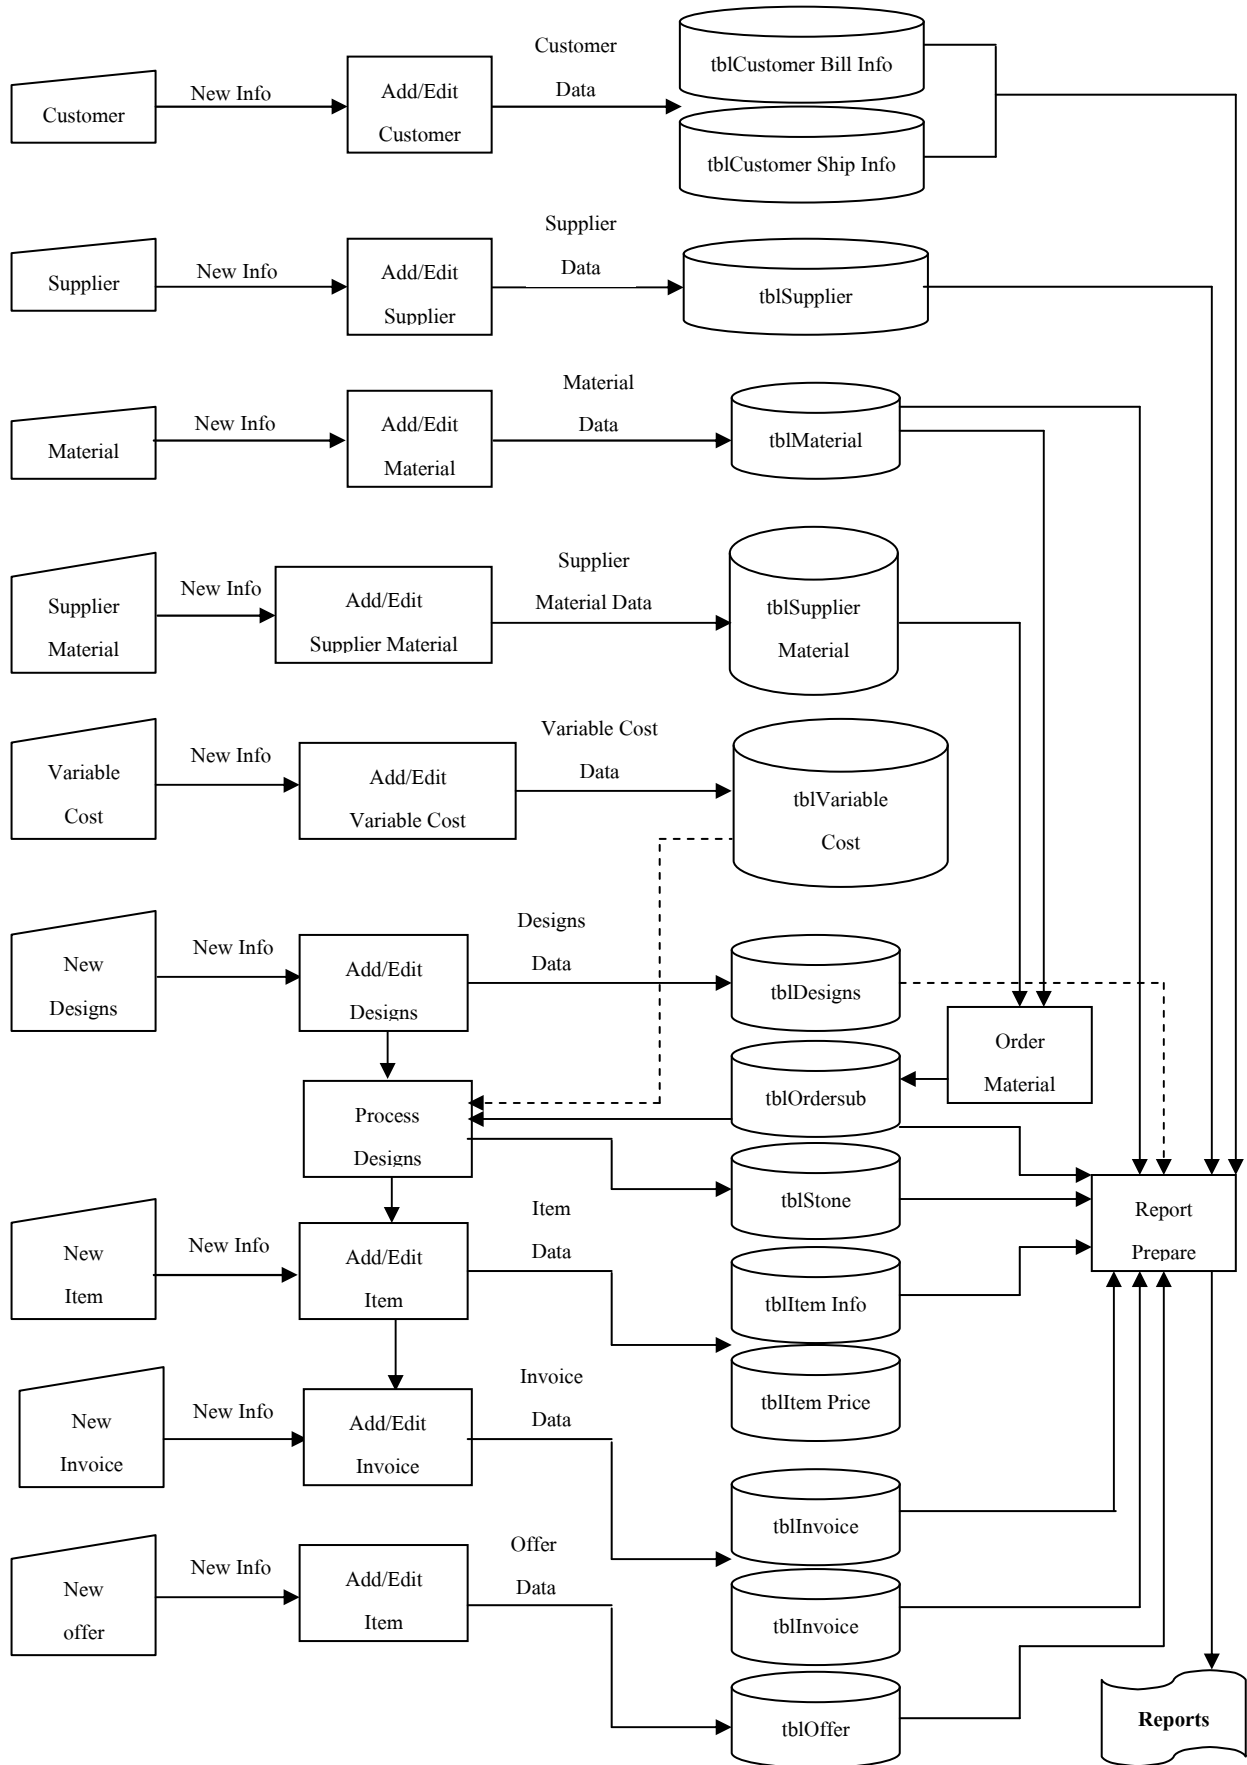 Customer
New Info
Add/Edit
Customer
Customer
Data
tblCustomer Bill Info
tblCustomer Ship Info
Supplier
New Info
Add/Edit
Supplier
Supplier
Data
tblSupplier
Material
New Info
Add/Edit
Material
Material
Data
tblMaterial
Supplier
Material
New Info
Add/Edit
Supplier Material
Supplier
Material Data
tblSupplier
Material
Variable
Cost
New Info
Add/Edit
Variable Cost
Variable Cost
Data
tblVariable
Cost
New
Designs
New Info
Add/Edit
Designs
Designs
Data
tblDesigns
Order
Material
Process
Designs
tblOrdersub
tblStone
Report
Prepare
New
Item
New Info
Add/Edit
Item
Item
Data
tblItem Info
tblItem Price
New
Invoice
New Info
Add/Edit
Invoice
Invoice
Data
tblInvoice
tblInvoice
New
offer
New Info
Add/Edit
Item
Offer
Data
tblOffer
Reports